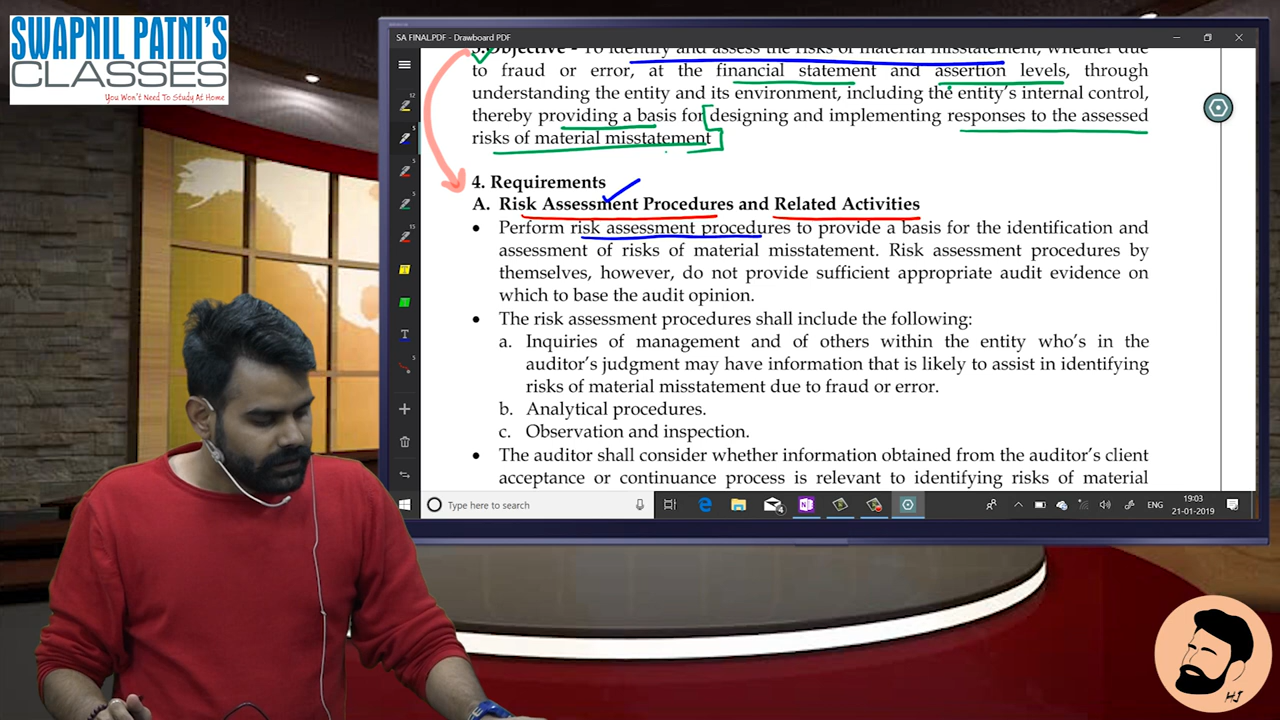 SWAPNIL PATNI'S
CLASSES
You Won't Need To Study At Home
SA FINAL.PDF - Drawboard PDF
3.Objective - To identify and assess the risks of material misstatement, whether due
to fraud or error, at the financial statement and assertion levels, through
understanding the entity and its environment, including the entity's internal control,
thereby providing a basis for designing and implementing responses to the assessed
risks of material misstatement
4. Requirements
A. Risk Assessment Procedures and Related Activities
• Perform risk assessment procedures to provide a basis for the identification and
assessment of risks of material misstatement. Risk assessment procedures by
themselves, however, do not provide sufficient appropriate audit evidence on
which to base the audit opinion.
• The risk assessment procedures shall include the following:
a. Inquiries of management and of others within the entity who's in the
auditor's judgment may have information that is likely to assist in identifying
risks of material misstatement due to fraud or error.
b. Analytical procedures.
c. Observation and inspection.
• The auditor shall consider whether information obtained from the auditor's client
acceptance or continuance process is relevant to identifying risks of material
Type here to search
ENG
19:03
21-01-2019
HJ